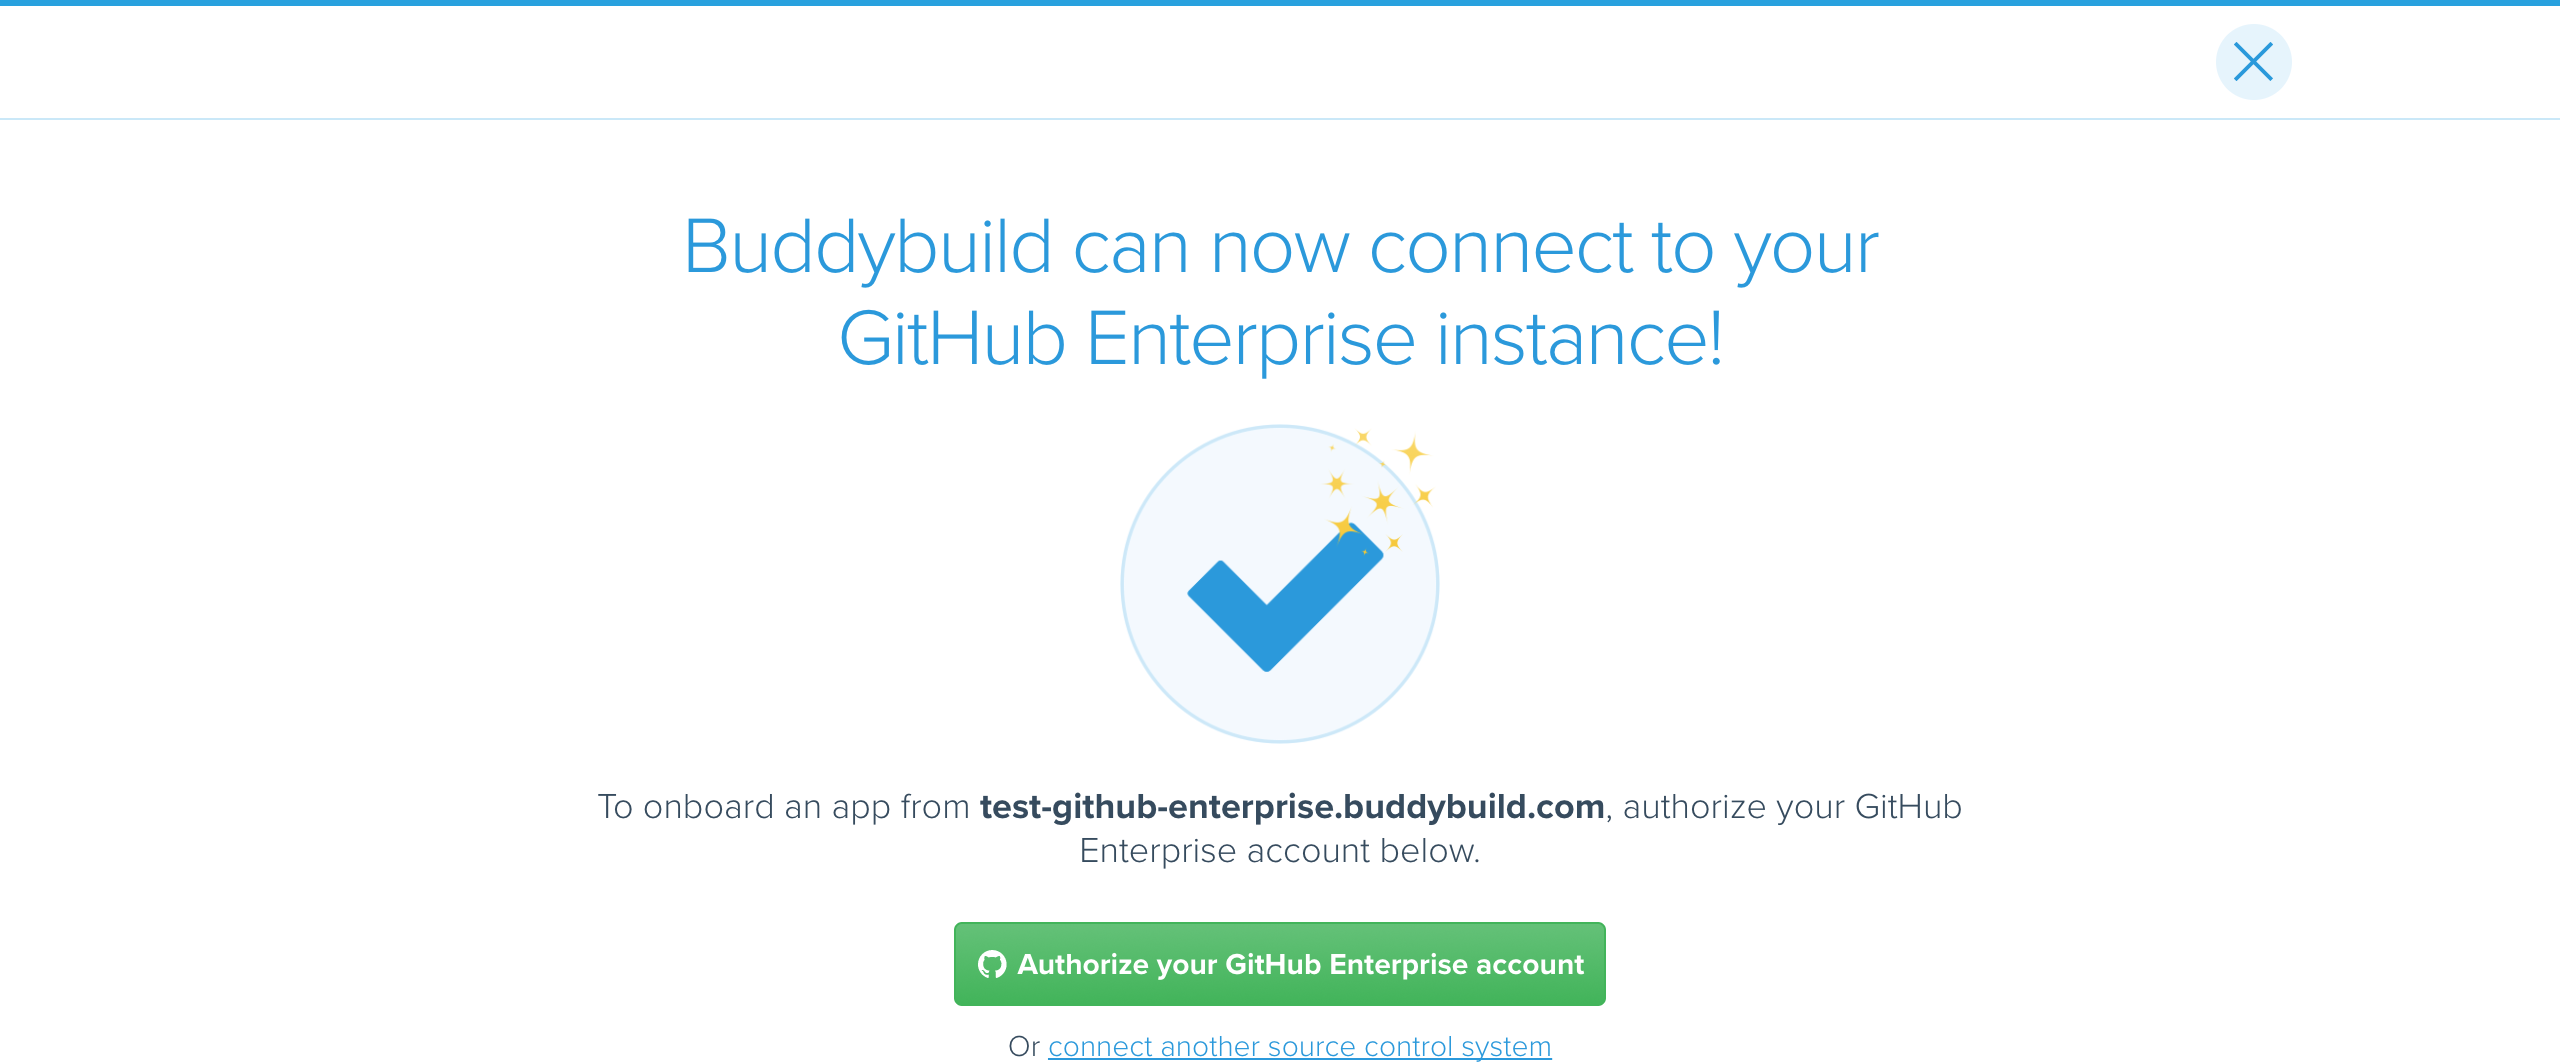 Buddybuild can now connect to your
GitHub Enterprise instance!
To onboard an app from test-github-enterprise.buddybuild.com, authorize your GitHub
Enterprise account below.
Authorize your GitHub Enterprise account
Or connect another source control system